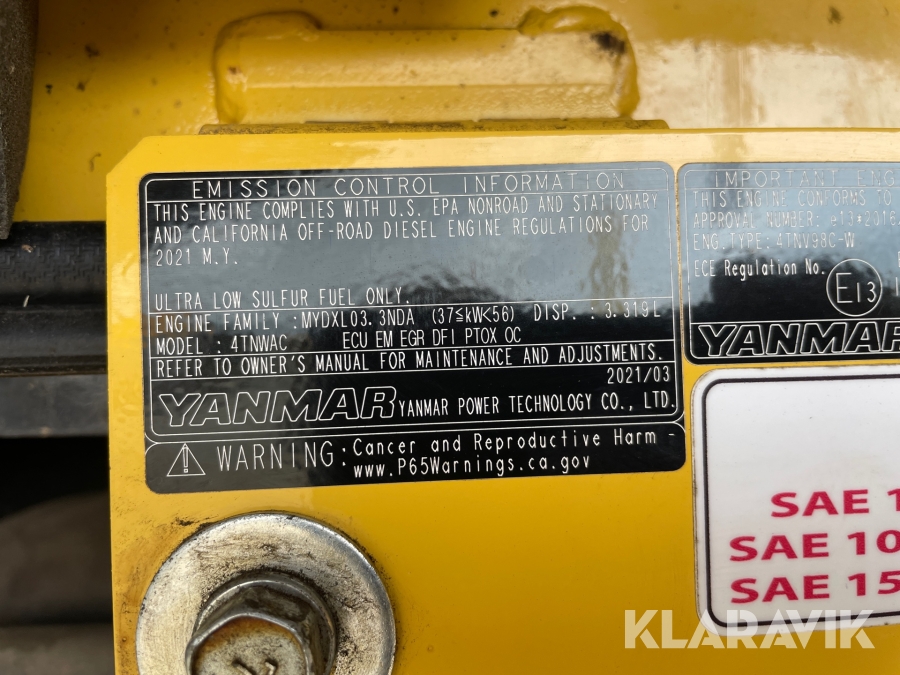 EMISSION CONTROL INFORMATION
THIS ENGINE COMPLIES WITH U.S. EPA NONROAD AND STATIONARY
AND CALIFORNIA OFF-ROAD DIESEL ENGINE REGULATIONS FOR
2021 M.Y.
ULTRA LOW SULFUR FUEL ONLY.
ENGINE FAMILY :MYDXL03.3NDA (37≤kW<56) DISP. : 3.319L
MODEL : 4TNWAC ECU EM EGR DFI PTOX OC
REFER TO OWNER'S MANUAL FOR MAINTENANCE AND ADJUSTMENTS.
2021/03
YANMAR YANMAR POWER TECHNOLOGY CO., LTD.
WARNING:Cancer and Reproductive Harm -
www.P65Warnings.ca.gov
IMPORTANT ENG
THIS ENGINE CONFORMS TO
APPROVAL NUMBER: e13*2016
ENG.TYPE: 4TNV98C-W
ECE Regulation No.
E13
YANMAR
SAE 1
SAE 10
SAE 15
KLARAVIK